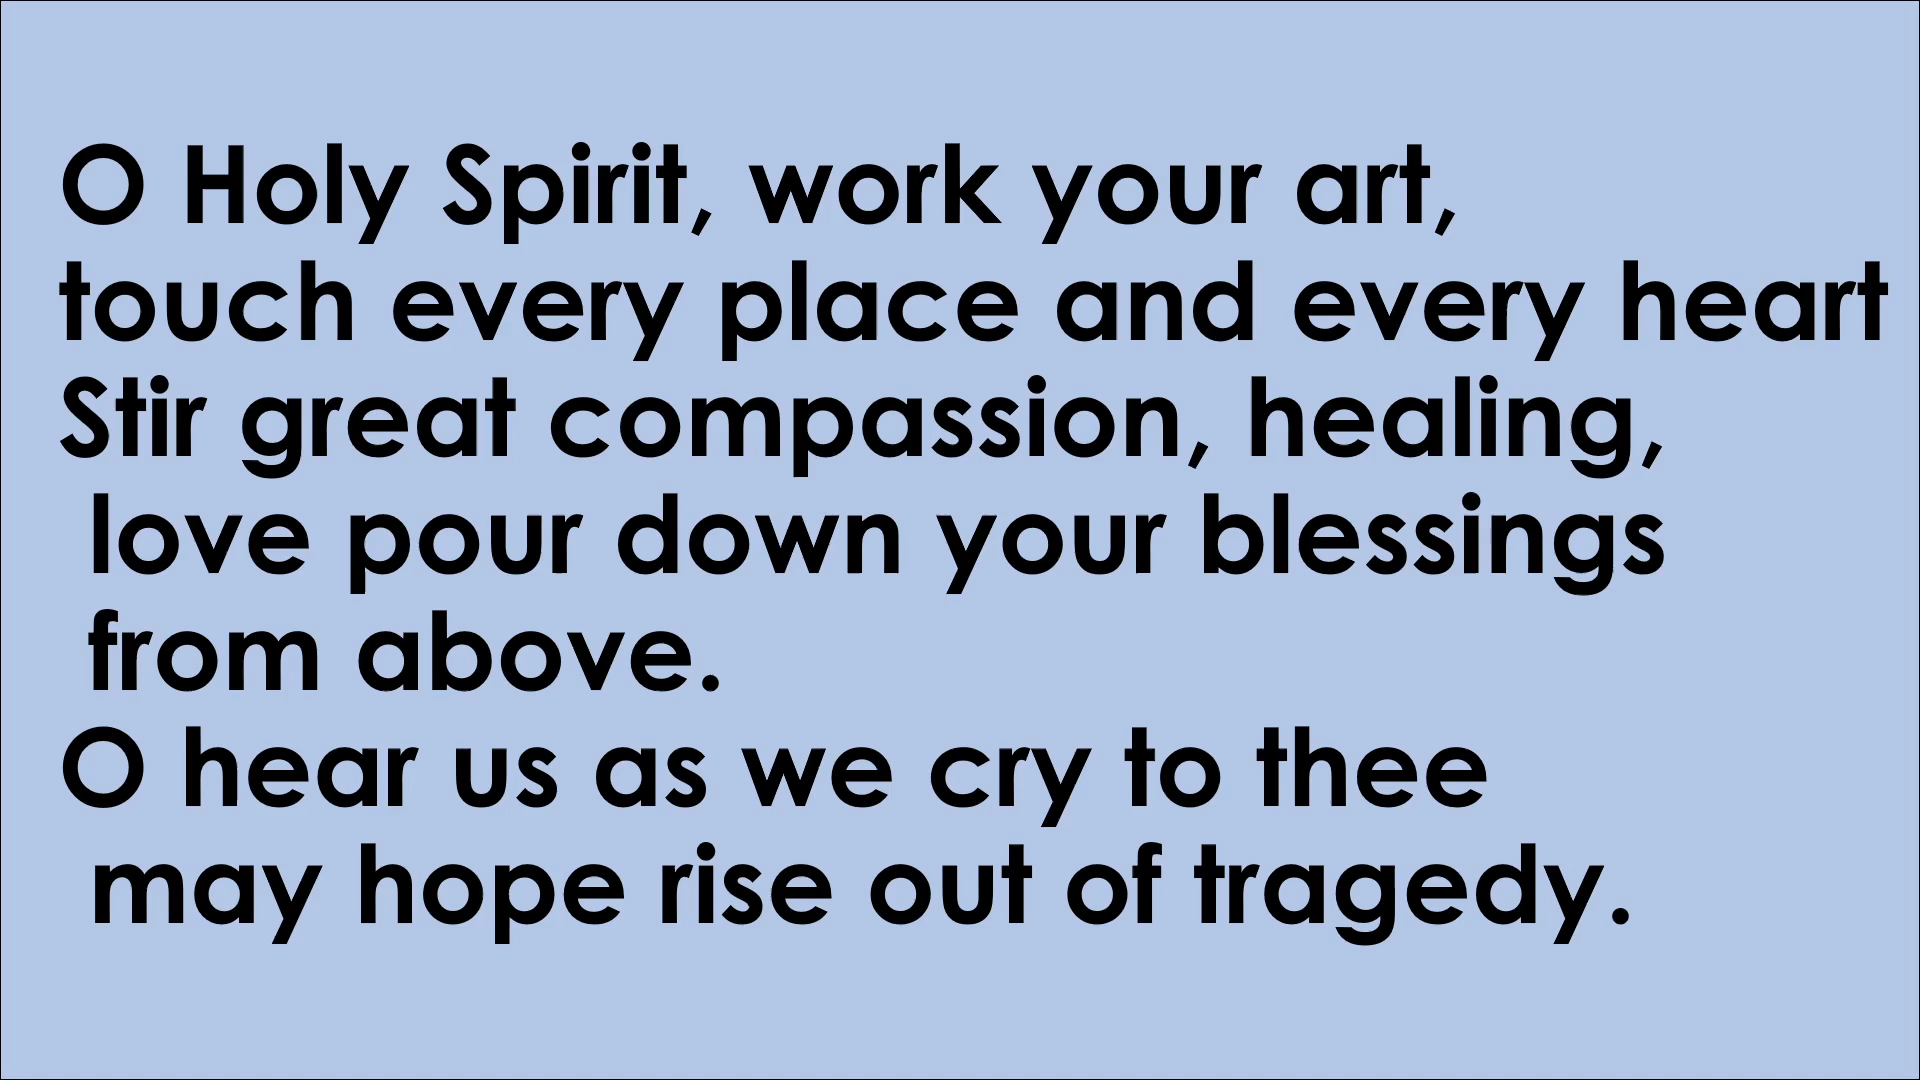 O Holy Spirit, work your art,
touch every place and every heart
Stir great compassion, healing,
love pour down your blessings
from above.
O hear us as we cry to thee
may hope rise out of tragedy.